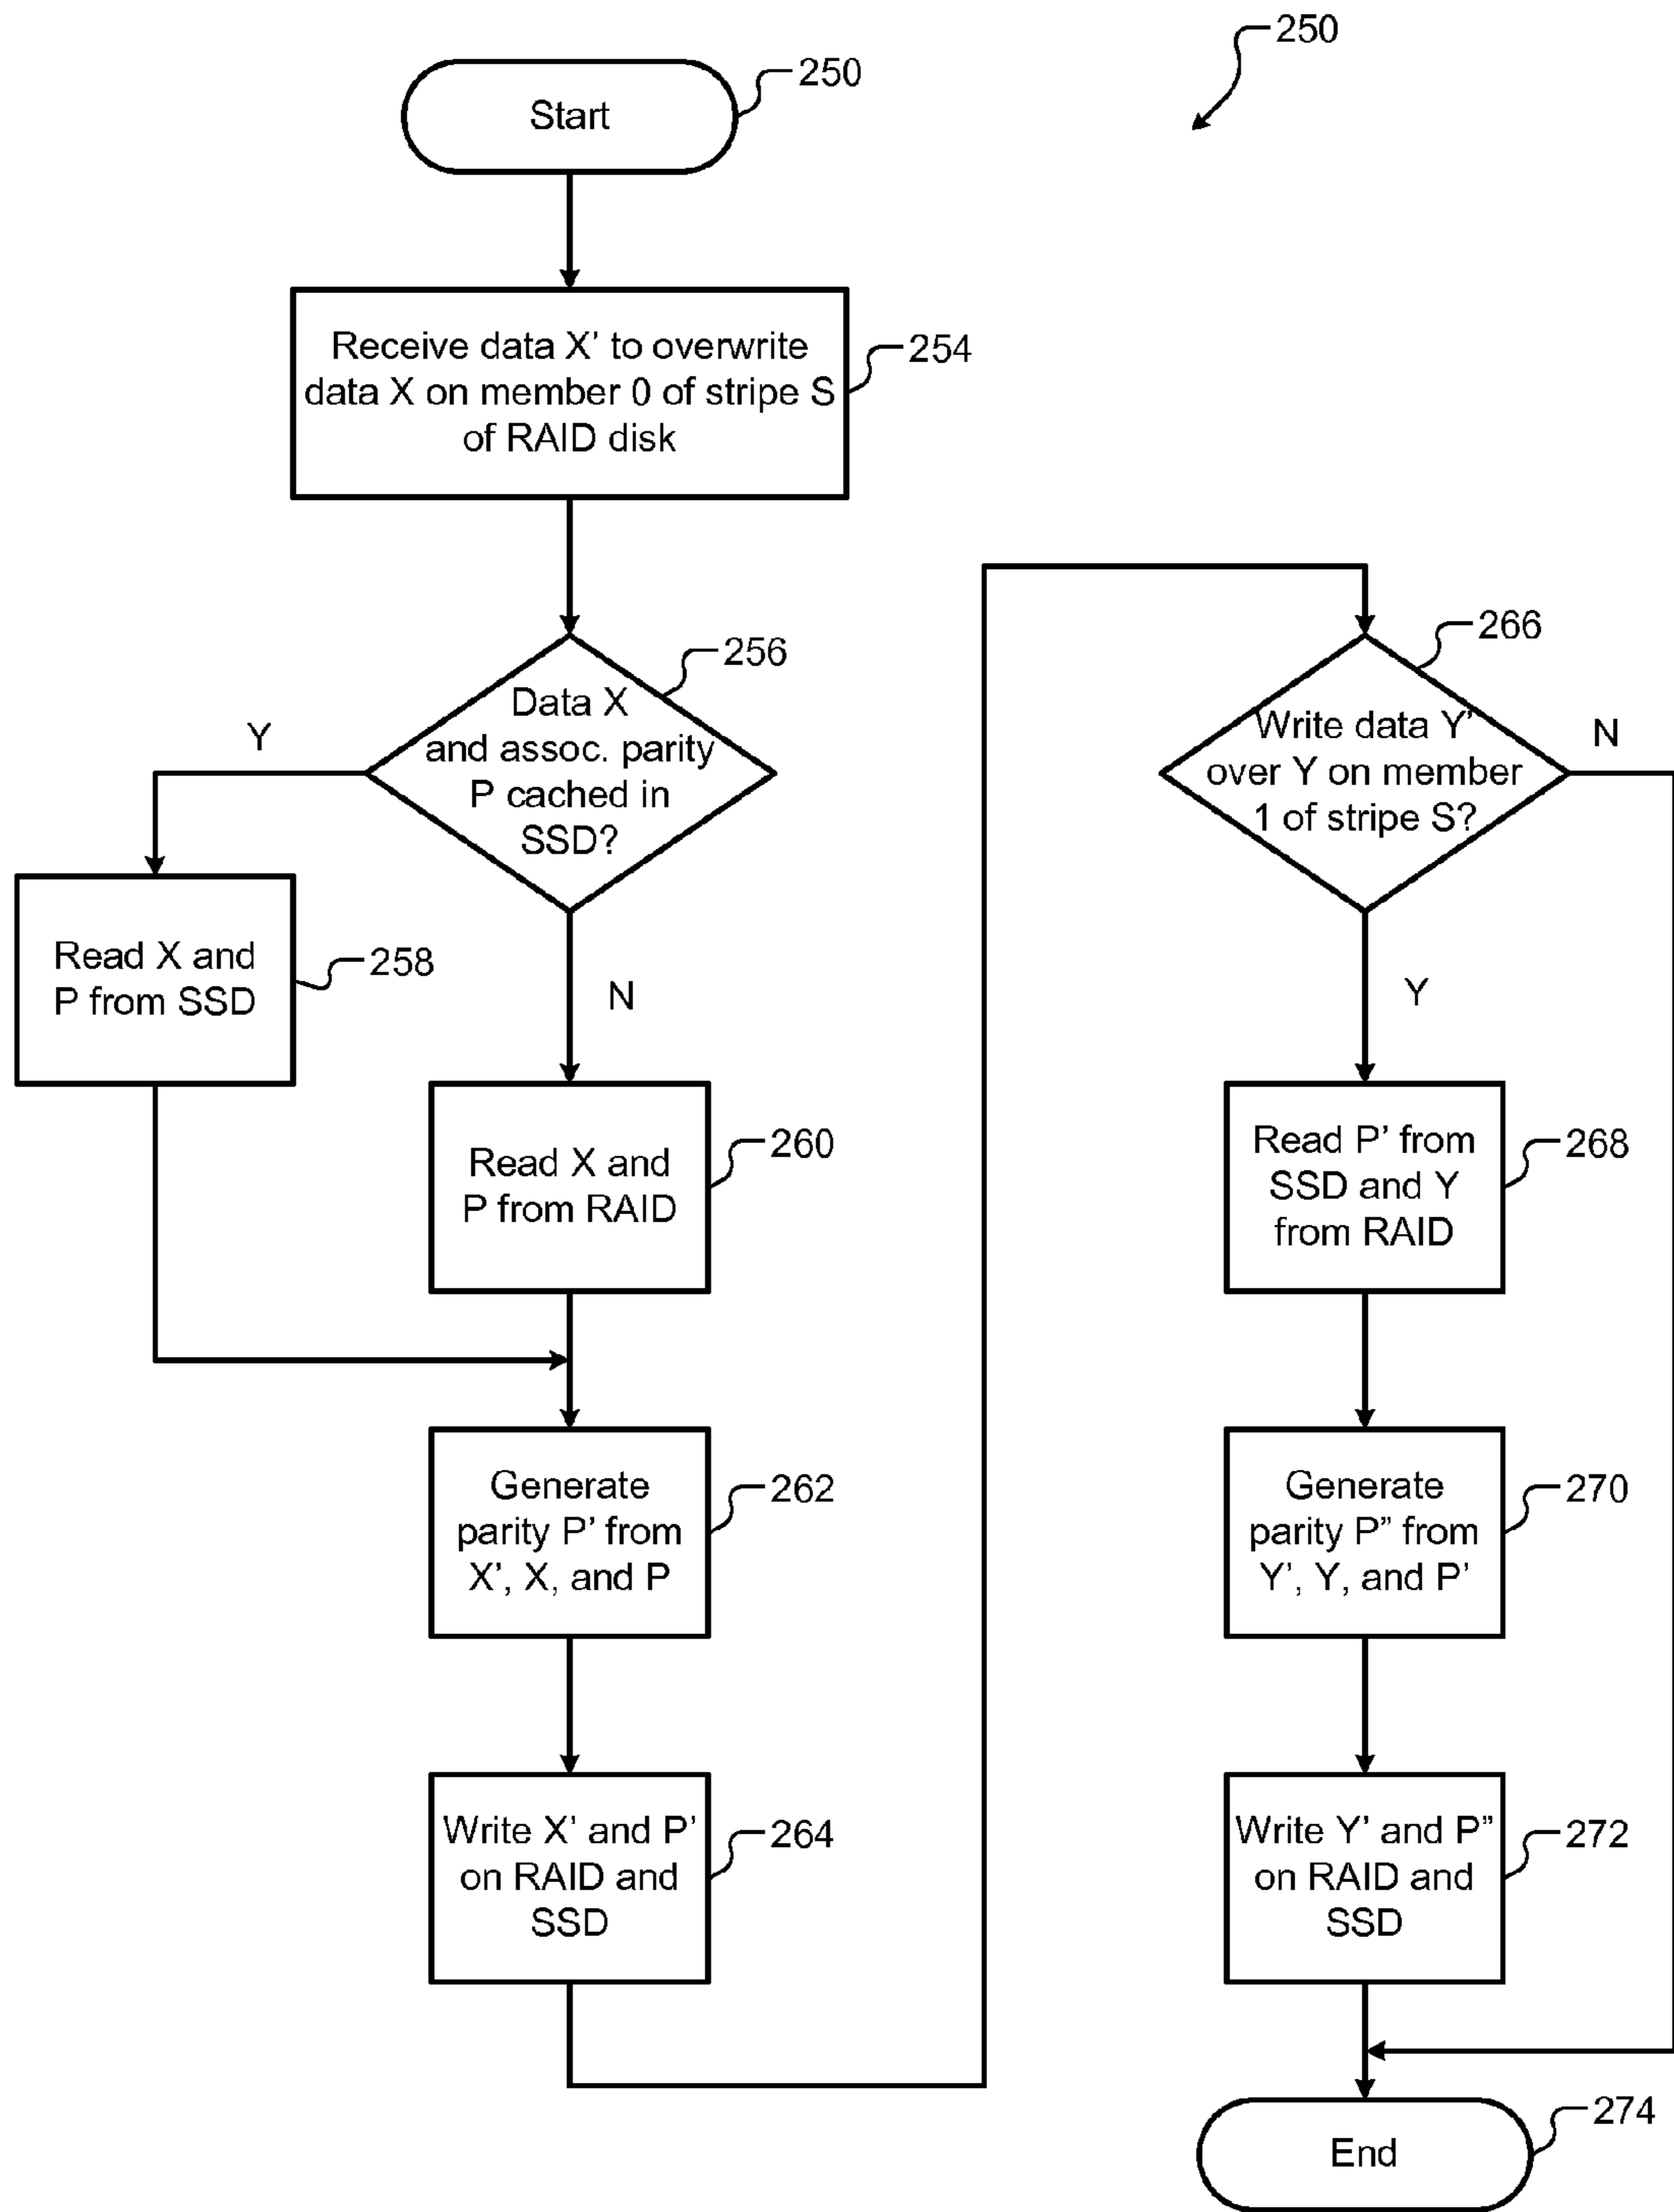 250
Start
250
Receive data X' to overwrite
data X on member 0 of stripe S
of RAID disk
254
Data X
and assoc. parity
P cached in
SSD?
256
Y
N
Read X and
P from SSD
258
Read X and
P from RAID
260
Generate
parity P' from
X', X, and P
262
Write X' and P'
on RAID and
SSD
264
Write data Y'
over Y on member
1 of stripe S?
266
N
Y
Read P' from
SSD and Y
from RAID
268
Generate
parity P" from
Y', Y, and P'
270
Write Y' and P"
on RAID and
SSD
272
End
274